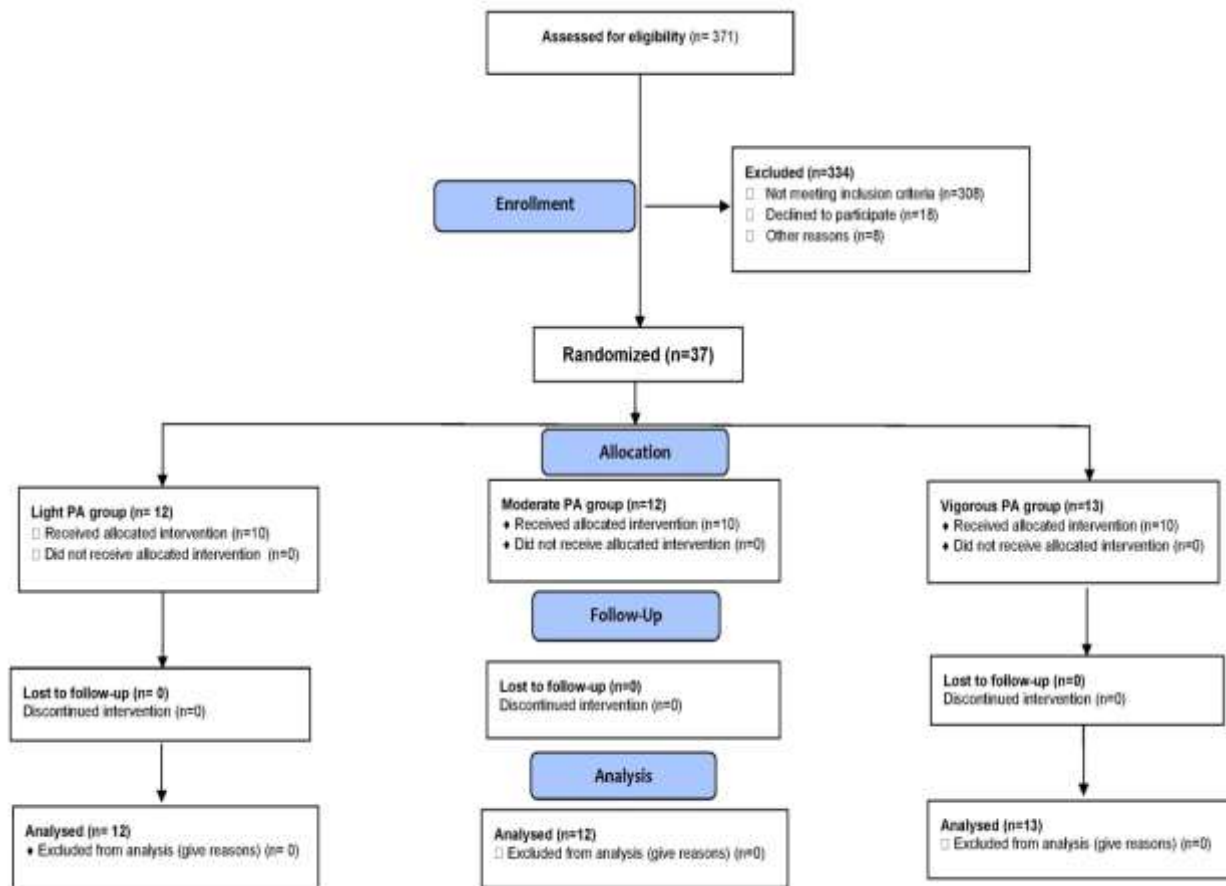 Assessed for eligibility (n= 371)
Enrollment
Excluded (n=334)
▯ Not meeting inclusion criteria (n=308)
▯ Declined to participate (n=18)
▯ Other reasons (n=8)
Randomized (n=37)
Allocation
Light PA group (n= 12)
▯ Received allocated intervention (n=10)
▯ Did not receive allocated intervention (n=0)
Moderate PA group (n=12)
♦ Received allocated intervention (n=10)
♦ Did not receive allocated intervention (n=0)
Vigorous PA group (n=13)
♦ Received allocated intervention (n=10)
♦ Did not receive allocated intervention (n=0)
Follow-Up
Lost to follow-up (n= 0)
Discontinued intervention (n=0)
Lost to follow-up (n=0)
Discontinued intervention (n=0)
Lost to follow-up (n=0)
Discontinued intervention (n=0)
Analysis
Analysed (n= 12)
♦ Excluded from analysis (give reasons) (n= 0)
Analysed (n=12)
▯ Excluded from analysis (give reasons) (n=0)
Analysed (n=13)
▯ Excluded from analysis (give reasons) (n=0)